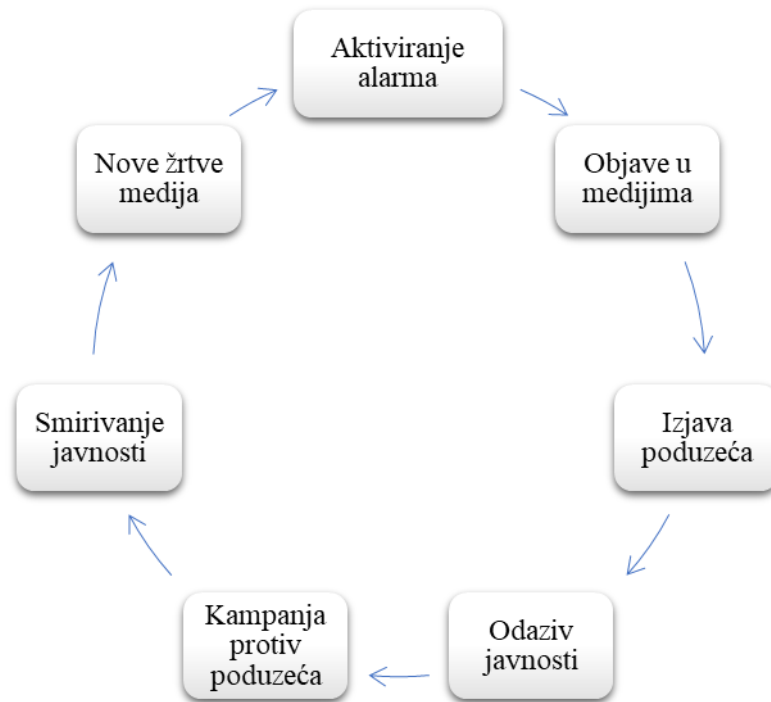 Aktiviranje
alarma
Objave u
medijima
Izjava
poduzeća
Odaziv
javnosti
Kampanja
protiv
poduzeća
Smirivanje
javnosti
Nove žrtve
medija